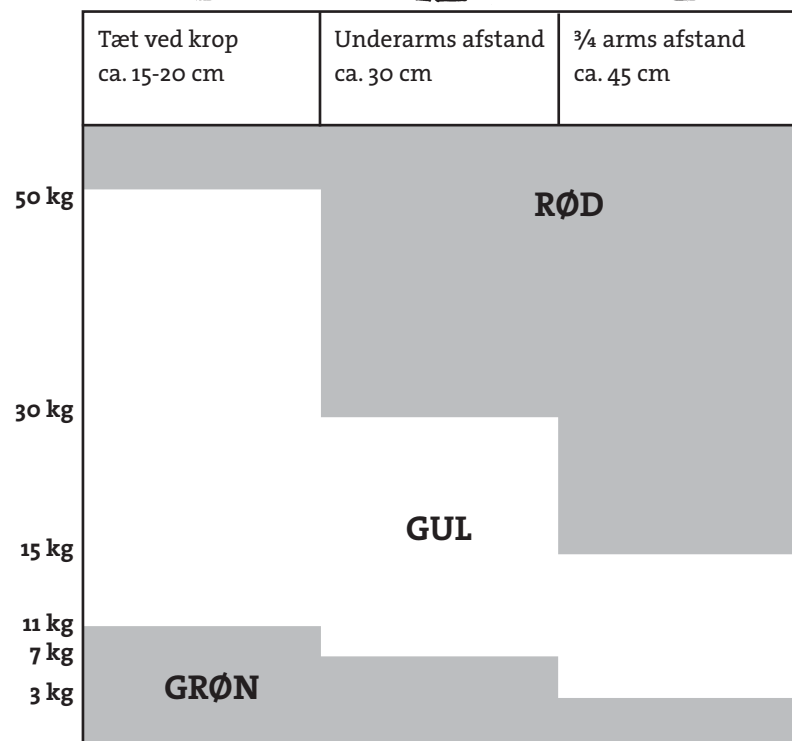 Tæt ved krop
ca. 15-20 cm
Underarms afstand
ca. 30 cm
¾ arms afstand
ca. 45 cm
50 kg
RØD
30 kg
GUL
15 kg
11 kg
7 kg
GRØN
3 kg